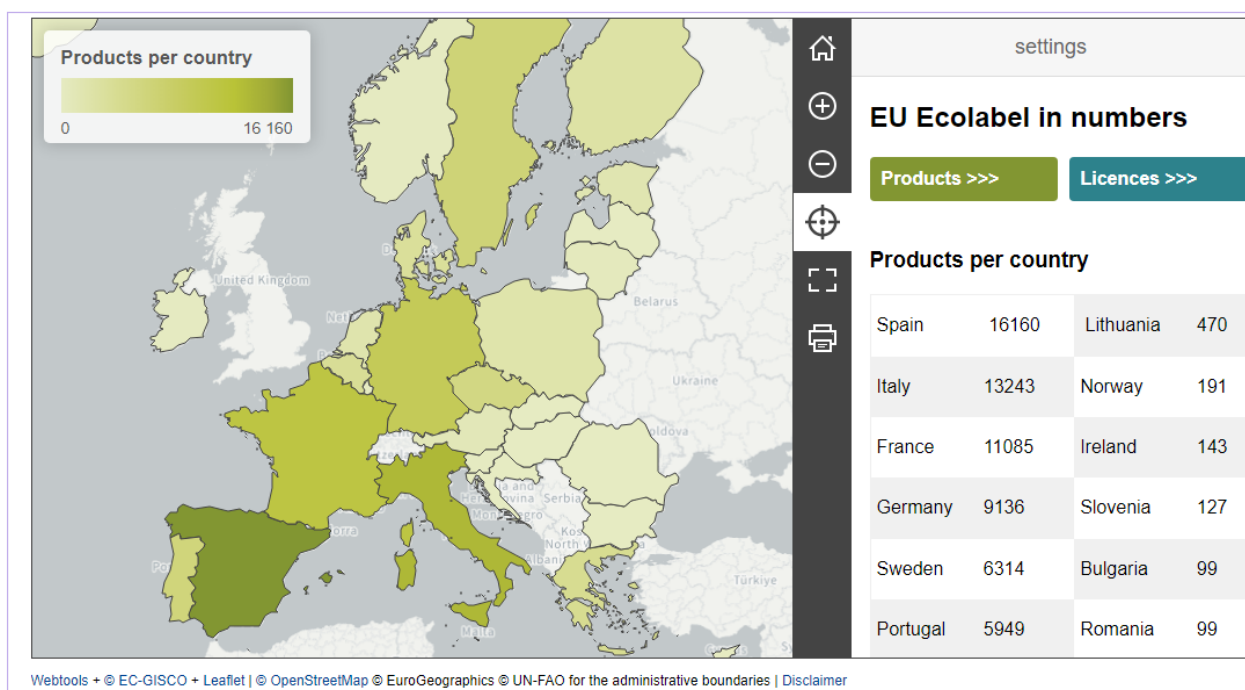 Products per country
0 16 160
United Kingdom
Belarus
Ukraine
Serbia
Türkiye
Malta
settings
EU Ecolabel in numbers
Products >>> Licences >>>
Products per country
Spain 16160 Lithuania 470
Italy 13243 Norway 191
France 11085 Ireland 143
Germany 9136 Slovenia 127
Sweden 6314 Bulgaria 99
Portugal 5949 Romania 99
Webtools + © EC-GISCO + Leaflet | © OpenStreetMap © EuroGeographics © UN-FAO for the administrative boundaries | Disclaimer